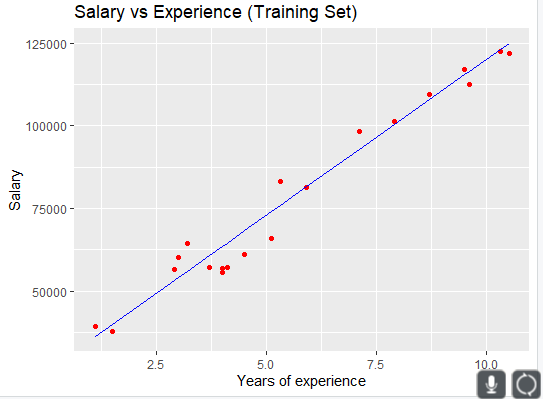 Salary vs Experience (Training Set)
125000
100000
75000
50000
Salary
2.5 5.0 7.5 10.0
Years of experience